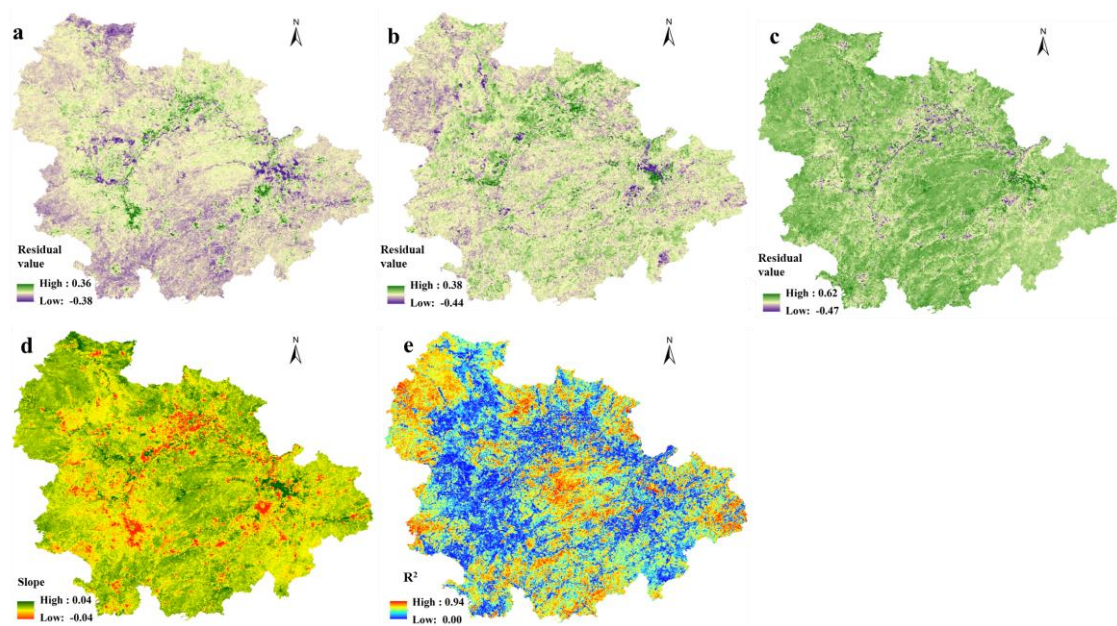 a
N
Residual
value
High : 0.36
Low: -0.38
b
N
Residual
value
High : 0.38
Low: -0.44
c
N
Residual
value
High : 0.62
Low: -0.47
d
N
Slope
High : 0.04
Low: -0.04
e
N
R²
High : 0.94
Low: 0.00